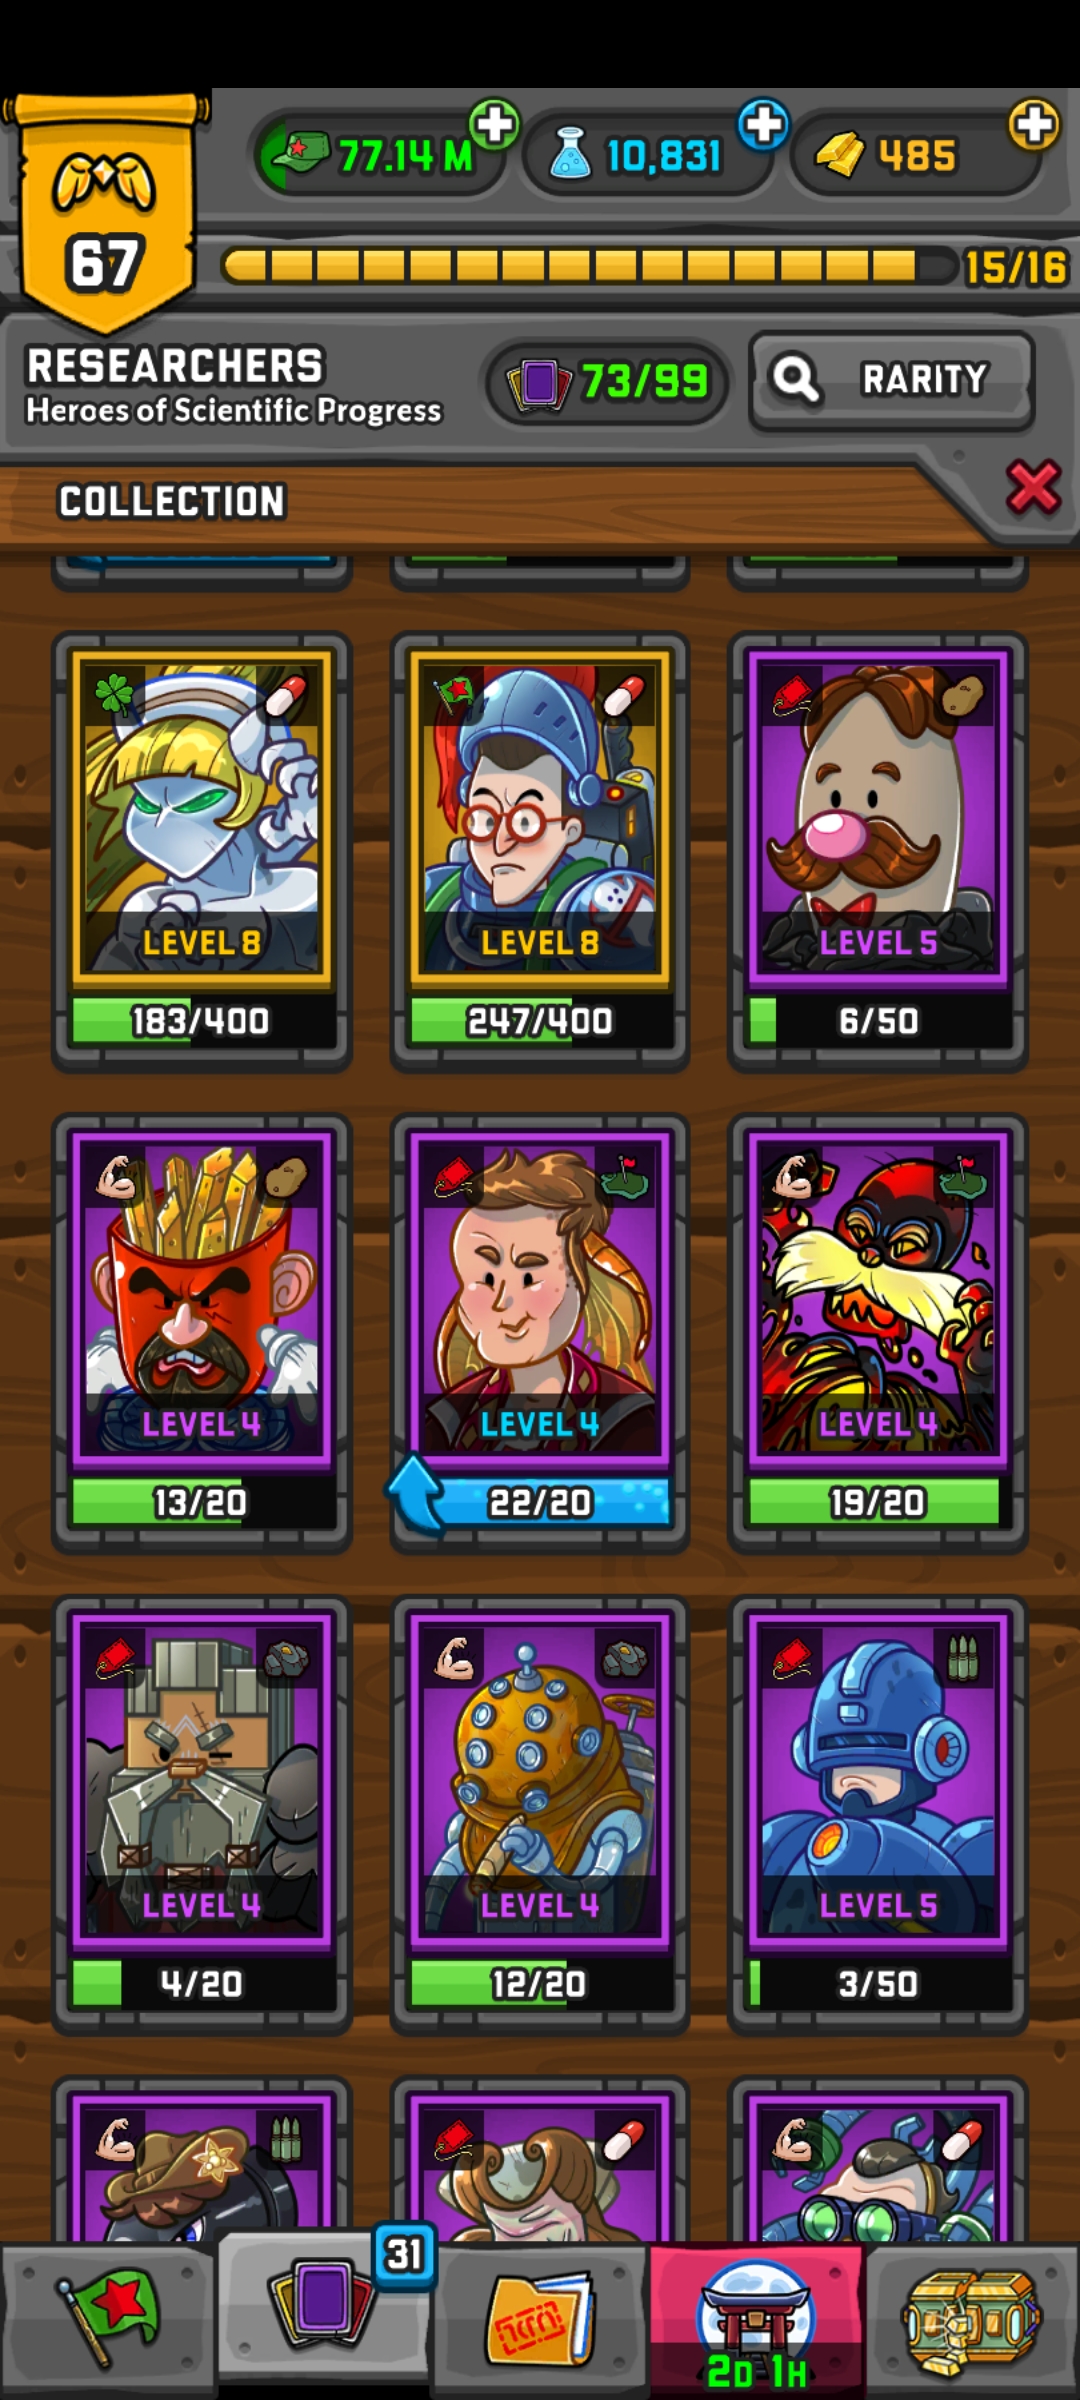 77.14 M
10,831
485
67
15/16
RESEARCHERS
Heroes of Scientific Progress
73/99
RARITY
COLLECTION
LEVEL 8
LEVEL 8
LEVEL 5
183/400
247/400
6/50
LEVEL 4
LEVEL 4
LEVEL 4
13/20
22/20
19/20
LEVEL 4
LEVEL 4
LEVEL 5
4/20
12/20
3/50
31
2D 1H